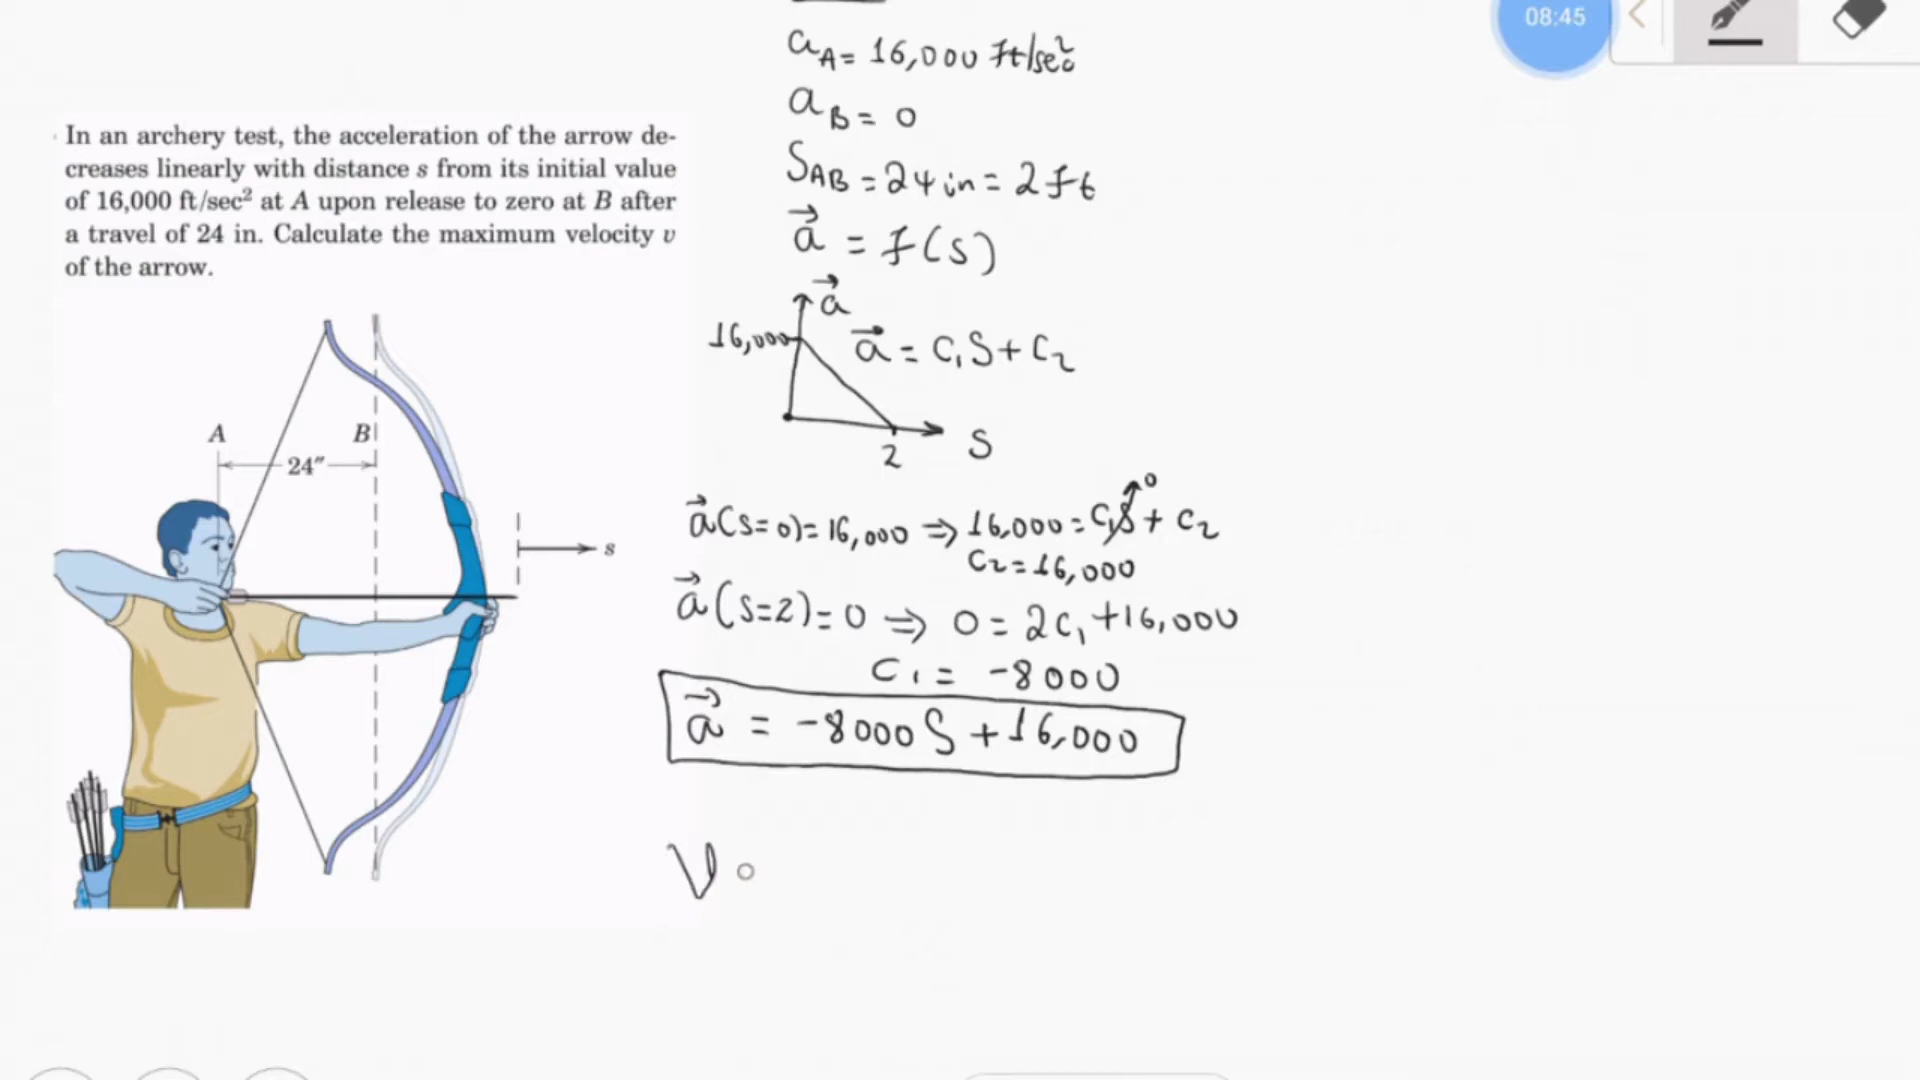 08:45
In an archery test, the acceleration of the arrow de-
creases linearly with distance s from its initial value
of 16,000 ft/sec² at A upon release to zero at B after
a travel of 24 in. Calculate the maximum velocity v
of the arrow.
A
B
24″
s
a_A = 16,000 ft/sec²
a_B = 0
S_AB = 24 in = 2 ft
a⃗ = f(s)
a⃗
16,000
a⃗ = C₁S + C₂
2
S
a⃗(s=0) = 16,000 ⇒ 16,000 = C₁S↗⁰ + C₂
C₂ = 16,000
a⃗(s=2) = 0 ⇒ 0 = 2C₁ + 16,000
C₁ = -8000
a⃗ = -8000S + 16,000
V